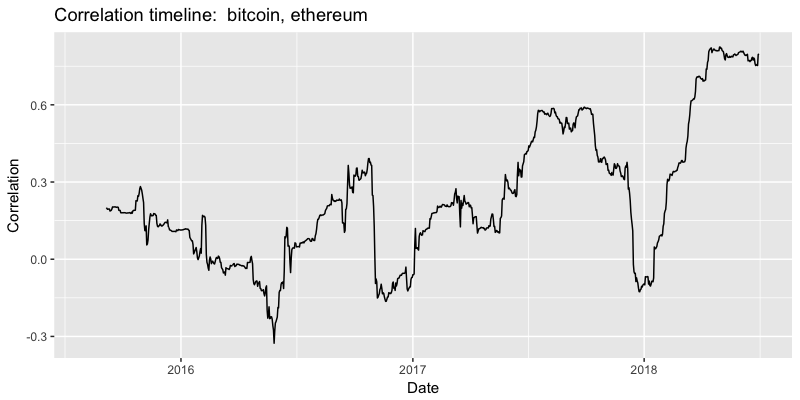 Correlation timeline:  bitcoin, ethereum
0.6
0.3
0.0
-0.3
Correlation
2016 2017 2018
Date